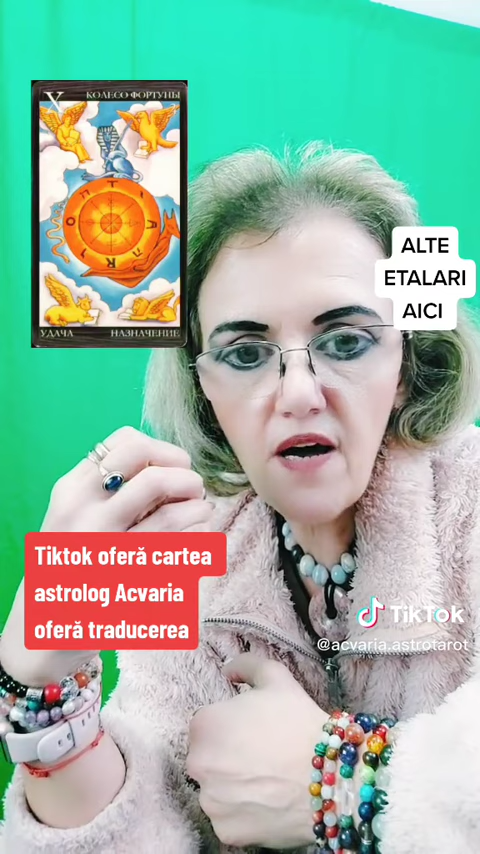 X
КОЛЕСО ФОРТУНЫ
УДАЧА НАЗНАЧЕНИЕ
ALTE
ETALARI
AICI
Tiktok oferă cartea
astrolog Acvaria
oferă traducerea
TikTok
@acvaria.astrotarot